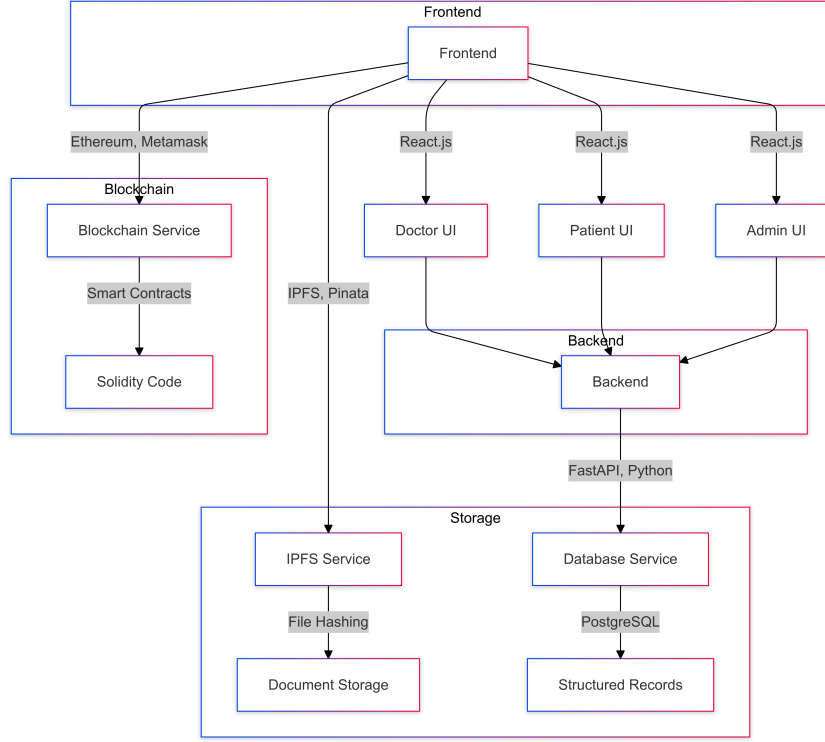 Frontend
Frontend
Ethereum, Metamask
React.js
React.js
React.js
Blockchain
Blockchain Service
Doctor UI
Patient UI
Admin UI
Smart Contracts
IPFS, Pinata
Backend
Solidity Code
Backend
FastAPI, Python
Storage
IPFS Service
Database Service
File Hashing
PostgreSQL
Document Storage
Structured Records